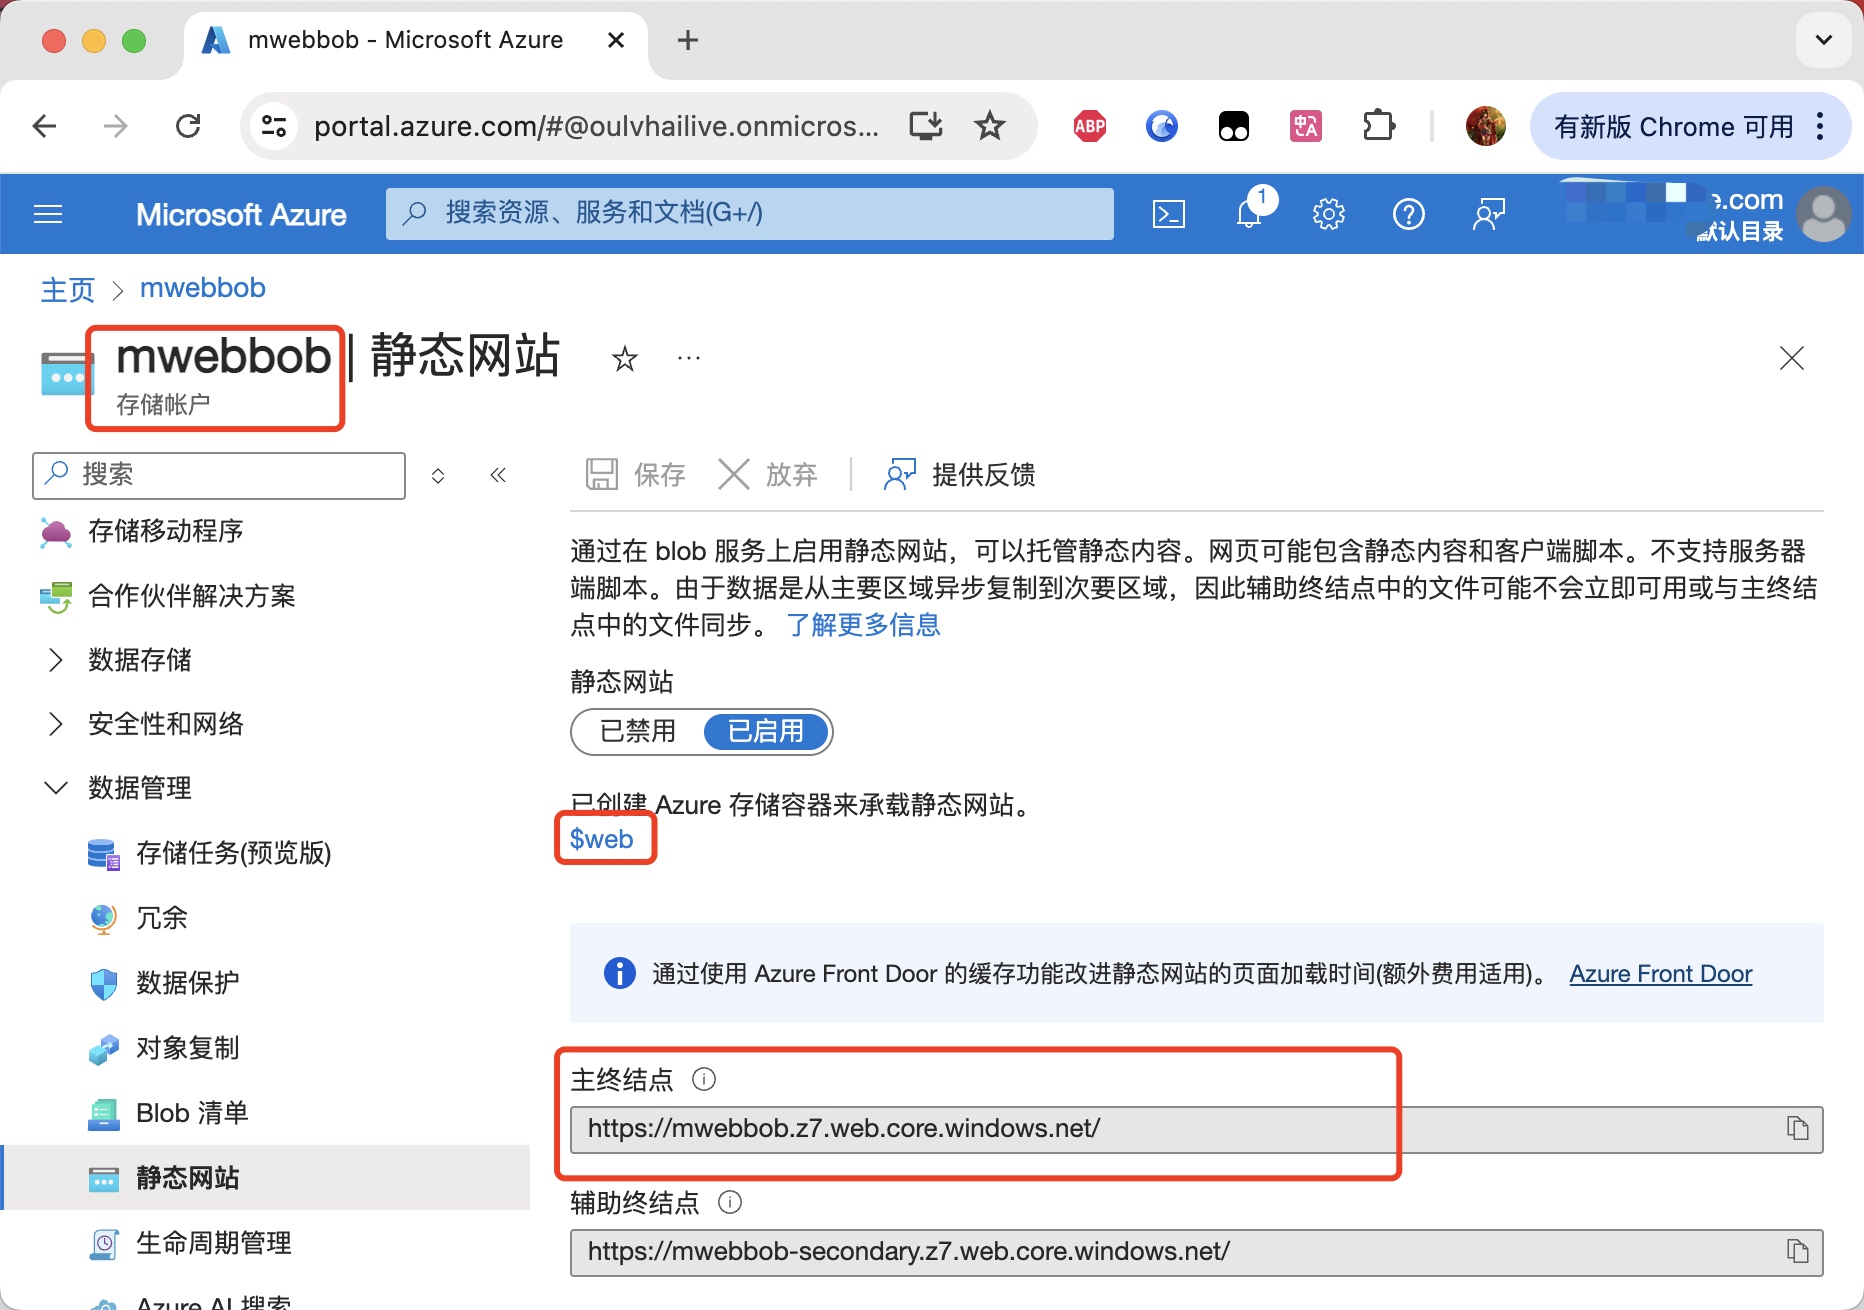 mwebbob - Microsoft Azure
portal.azure.com/#@oulvhailive.onmicros...
ABP
中A
有新版 Chrome 可用
Microsoft Azure
搜索资源、服务和文档(G+/)
1
e.com
默认目录
主页 > mwebbob
mwebbob | 静态网站
存储帐户
搜索
保存
放弃
提供反馈
存储移动程序
合作伙伴解决方案
数据存储
安全性和网络
数据管理
存储任务(预览版)
冗余
数据保护
对象复制
Blob 清单
静态网站
生命周期管理
Azure AI 搜索
通过在 blob 服务上启用静态网站，可以托管静态内容。网页可能包含静态内容和客户端脚本。不支持服务器
端脚本。由于数据是从主要区域异步复制到次要区域，因此辅助终结点中的文件可能不会立即可用或与主终结
点中的文件同步。 了解更多信息
静态网站
已禁用 已启用
已创建 Azure 存储容器来承载静态网站。
$web
通过使用 Azure Front Door 的缓存功能改进静态网站的页面加载时间(额外费用适用)。 Azure Front Door
主终结点
https://mwebbob.z7.web.core.windows.net/
辅助终结点
https://mwebbob-secondary.z7.web.core.windows.net/